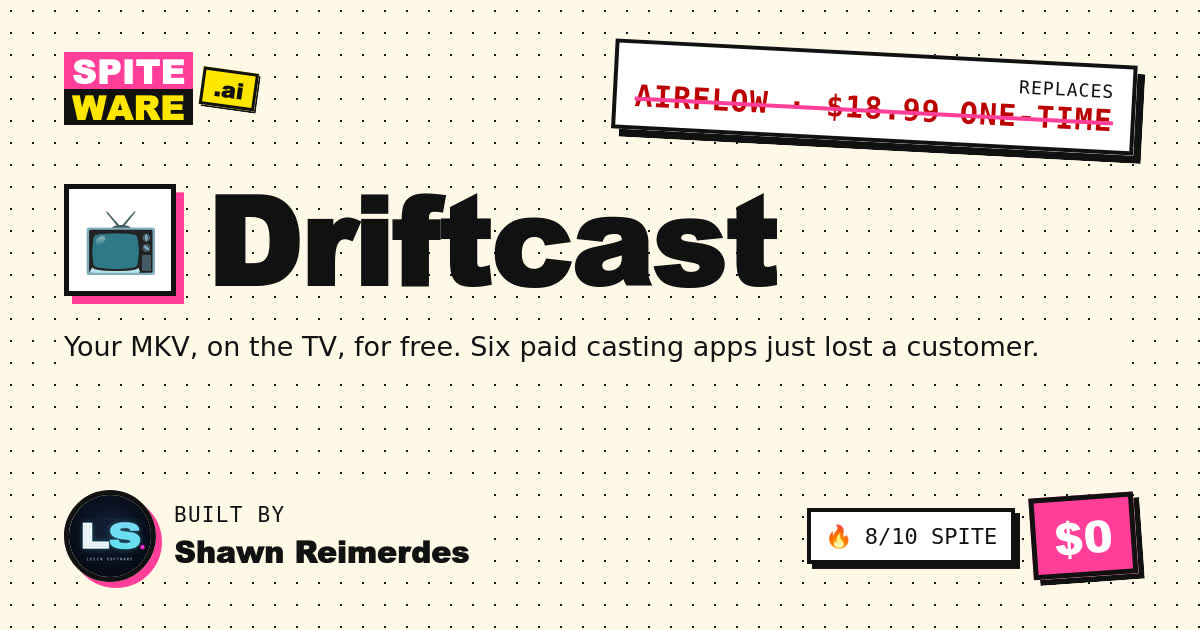 SPITE
WARE
.ai
REPLACES
AIRFLOW · $18.99 ONE-TIME
Driftcast
Your MKV, on the TV, for free. Six paid casting apps just lost a customer.
LS.
BUILT BY
Shawn Reimerdes
8/10 SPITE
$0